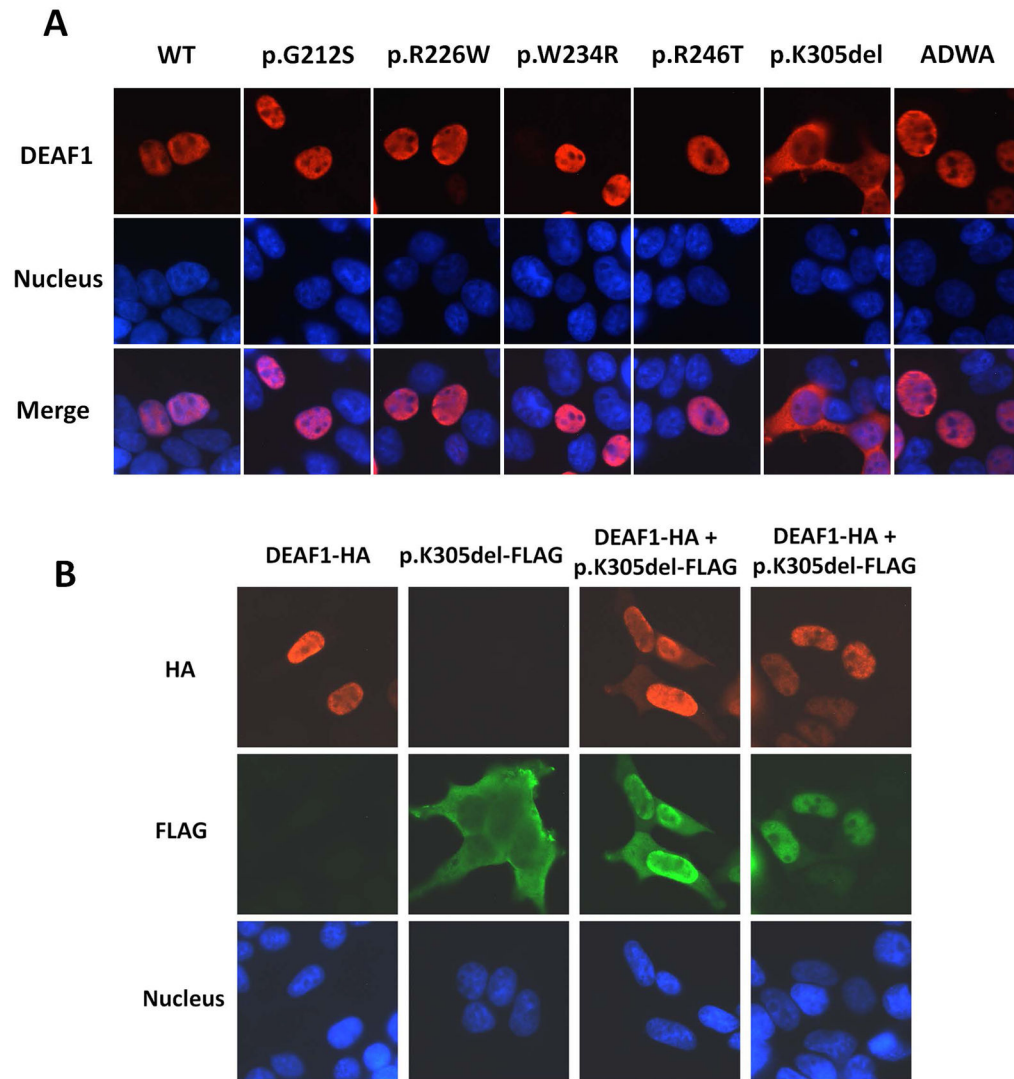 A
WT p.G212S p.R226W p.W234R p.R246T p.K305del ADWA
DEAF1
Nucleus
Merge
B
DEAF1-HA p.K305del-FLAG DEAF1-HA + p.K305del-FLAG DEAF1-HA + p.K305del-FLAG
HA
FLAG
Nucleus